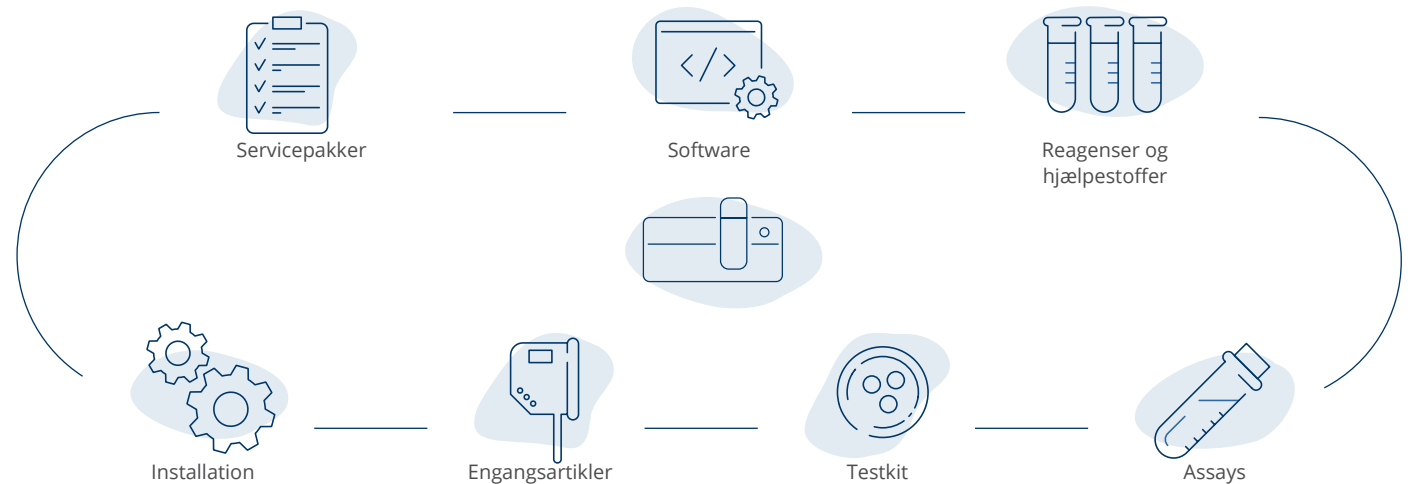 Servicepakker
Software
Reagenser og
hjælpestoffer
Installation
Engangsartikler
Testkit
Assays